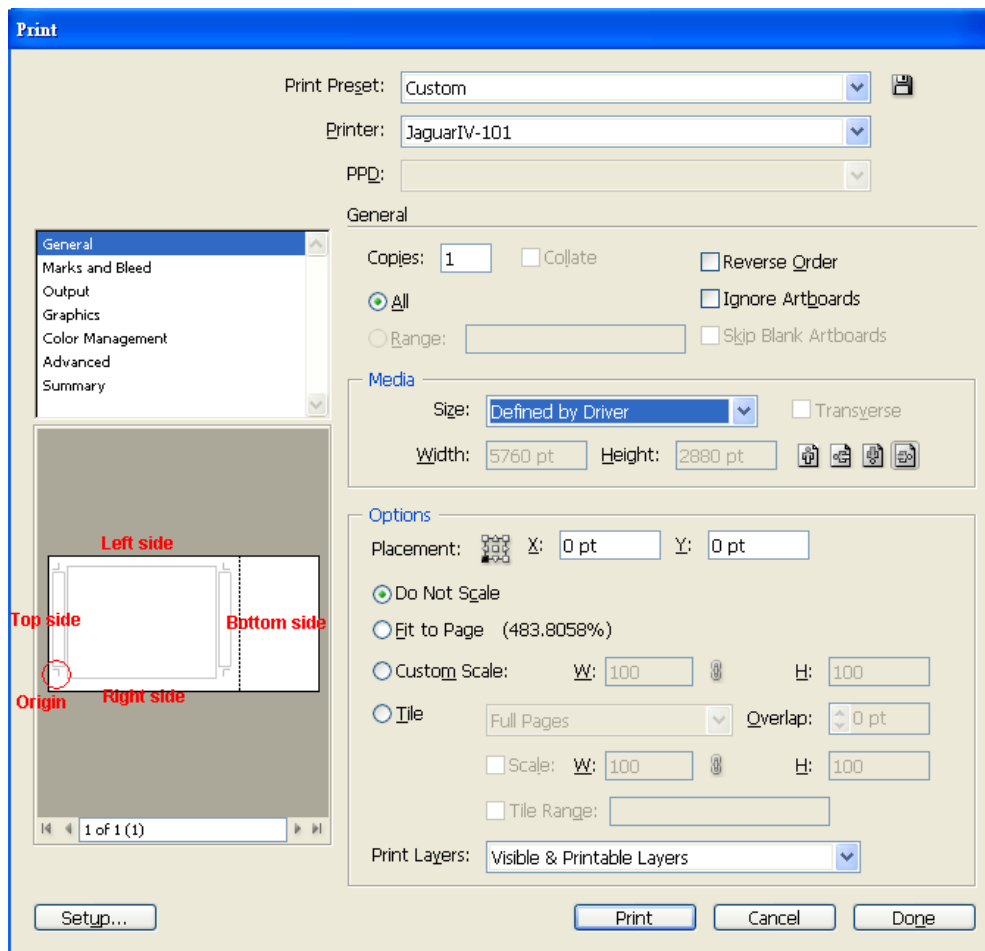 Print
Print Preset: Custom
Printer: JaguarIV-101
PPD:
General
Marks and Bleed
Output
Graphics
Color Management
Advanced
Summary
General
Copies: 1 Collate Reverse Order
All Ignore Artboards
Range: Skip Blank Artboards
Media
Size: Defined by Driver Transverse
Width: 5760 pt Height: 2880 pt
Left side
Top side
Bottom side
Origin
Right side
1 of 1 (1)
Options
Placement: X: 0 pt Y: 0 pt
Do Not Scale
Fit to Page (483.8058%)
Custom Scale: W: 100 H: 100
Tile Full Pages Overlap: 0 pt
Scale: W: 100 H: 100
Tile Range:
Print Layers: Visible & Printable Layers
Setup... Print Cancel Done